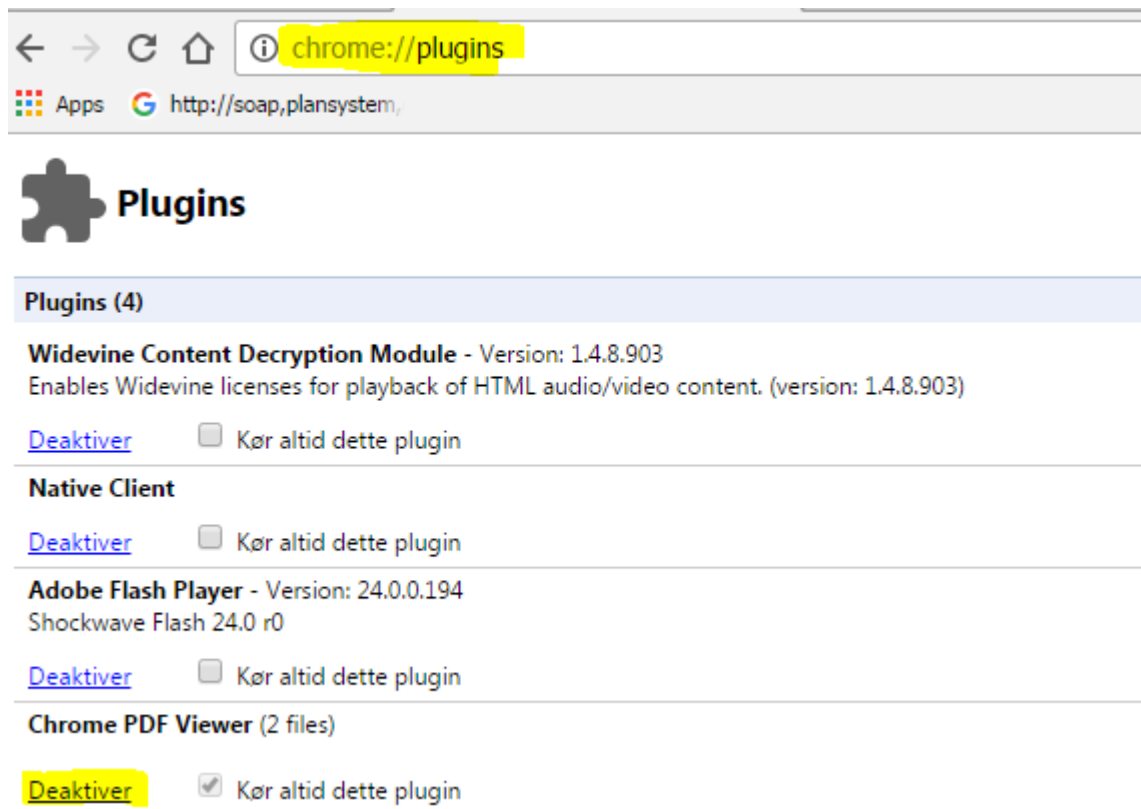 chrome://plugins
Apps http://soap,plansystem,
Plugins
Plugins (4)
Widevine Content Decryption Module - Version: 1.4.8.903
Enables Widevine licenses for playback of HTML audio/video content. (version: 1.4.8.903)
Deaktiver Kør altid dette plugin
Native Client
Deaktiver Kør altid dette plugin
Adobe Flash Player - Version: 24.0.0.194
Shockwave Flash 24.0 r0
Deaktiver Kør altid dette plugin
Chrome PDF Viewer (2 files)
Deaktiver Kør altid dette plugin